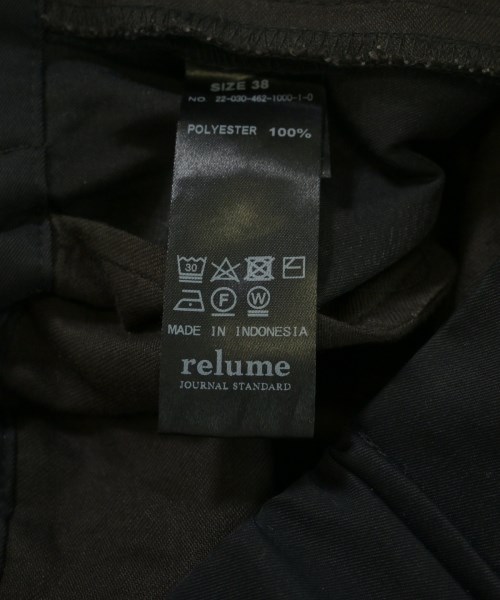 SIZE 38
NO. 22-030-462-1000-1-0
POLYESTER 100%
30
F W
MADE IN INDONESIA
relume
JOURNAL STANDARD